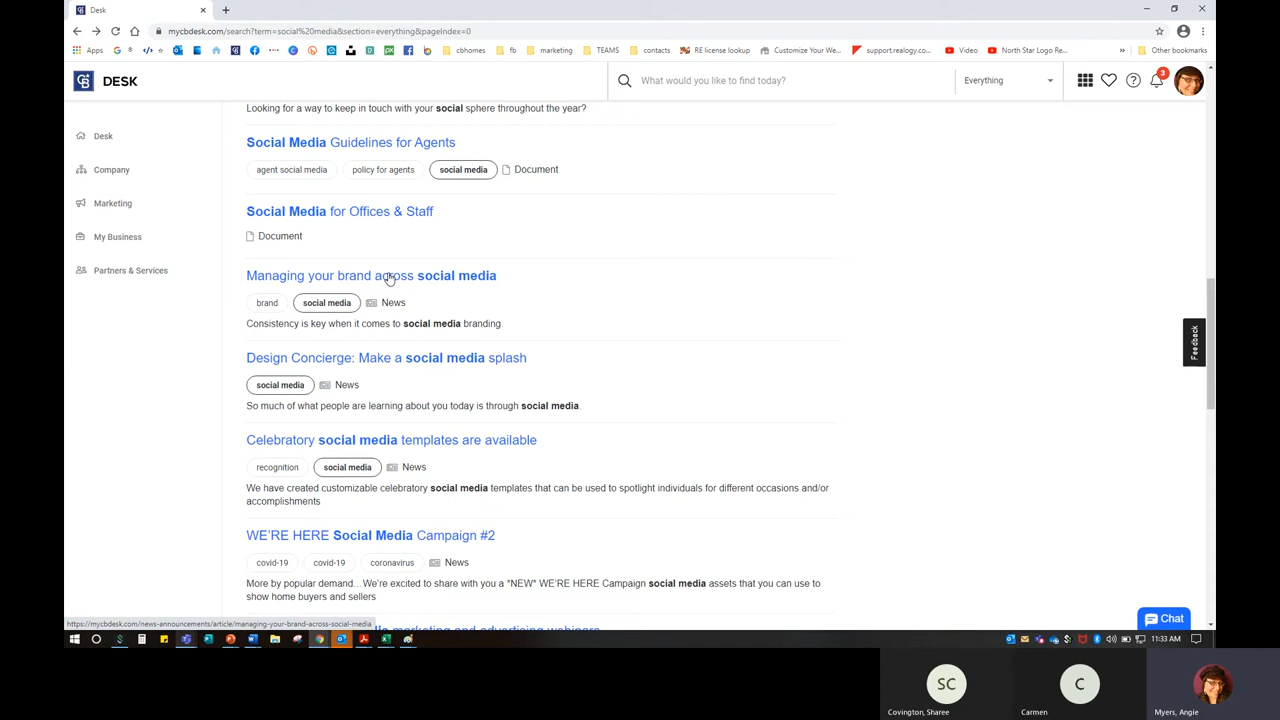 Desk
mycbdesk.com/search?term=social%20media&section=everything&pageIndex=0
Apps
cbhomes
fb
marketing
TEAMS
contacts
RE license lookup
Customize Your We...
support.realogy.co...
Video
North Star Logo Re...
Other bookmarks
DESK
What would you like to find today?
Everything
3
Looking for a way to keep in touch with your social sphere throughout the year?
Desk
Social Media Guidelines for Agents
Company
agent social media
policy for agents
social media
Document
Marketing
Social Media for Offices & Staff
My Business
Document
Partners & Services
Managing your brand across social media
brand
social media
News
Consistency is key when it comes to social media branding
Feedback
Design Concierge: Make a social media splash
social media
News
So much of what people are learning about you today is through social media.
Celebratory social media templates are available
recognition
social media
News
We have created customizable celebratory social media templates that can be used to spotlight individuals for different occasions and/or
accomplishments
WE'RE HERE Social Media Campaign #2
covid-19
covid-19
coronavirus
News
More by popular demand...We're excited to share with you a *NEW* WE'RE HERE Campaign social media assets that you can use to
show home buyers and sellers
https://mycbdesk.com/news-announcements/article/managing-your-brand-across-social-media
marketing and advertising webinars
Chat
11:33 AM
SC
C
Covington, Sharee
Carmen
Myers, Angie